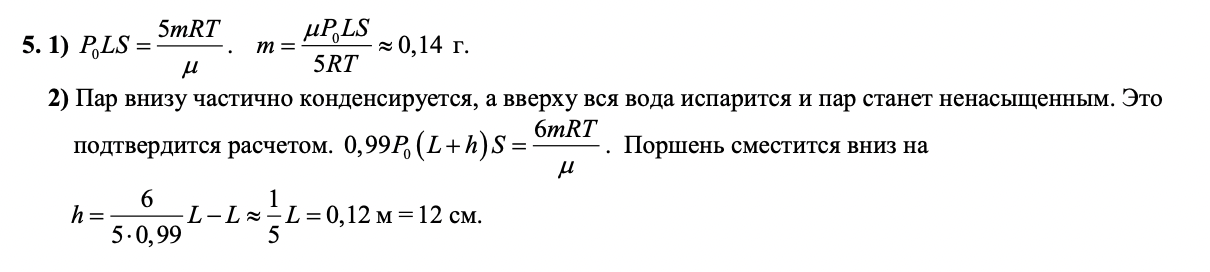 5. 1) P₀LS = 5mRT/μ. m = μP₀LS/5RT ≈ 0,14 г.
2) Пар внизу частично конденсируется, а вверху вся вода испарится и пар станет ненасыщенным. Это
подтвердится расчетом. 0,99P₀(L + h)S = 6mRT/μ. Поршень сместится вниз на
h = 6/(5·0,99) L − L ≈ 1/5 L = 0,12 м = 12 см.